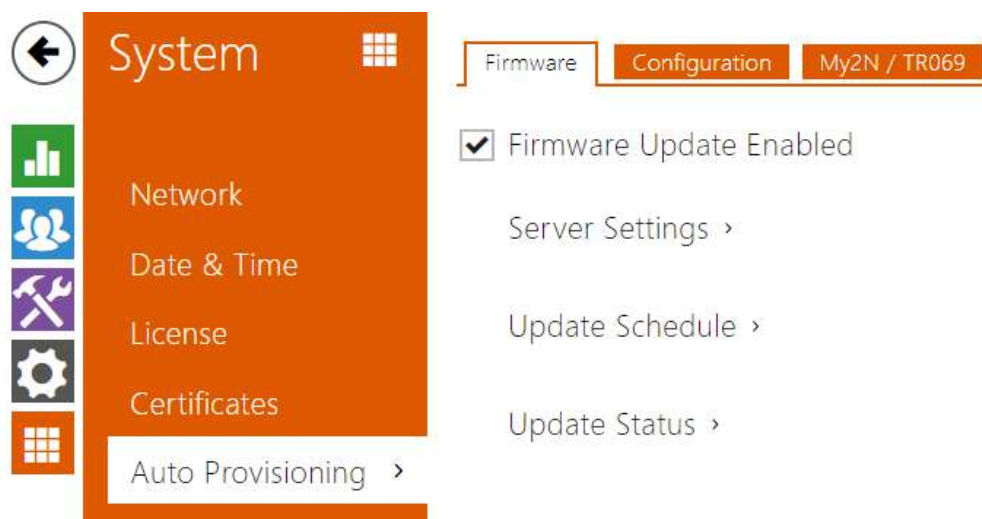 System
Network
Date & Time
License
Certificates
Auto Provisioning ›
Firmware
Configuration
My2N / TR069
Firmware Update Enabled
Server Settings ›
Update Schedule ›
Update Status ›